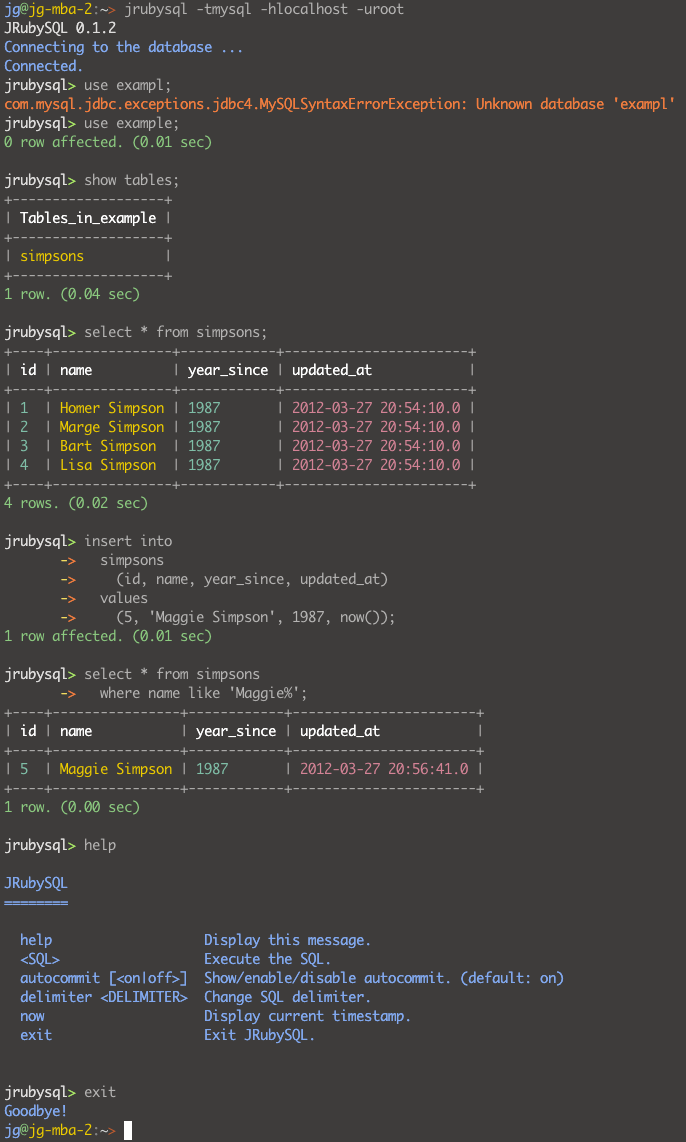 jg@jg-mba-2:~> jrubysql -tmysql -hlocalhost -uroot
JRubySQL 0.1.2
Connecting to the database ...
Connected.
jrubysql> use exampl;
com.mysql.jdbc.exceptions.jdbc4.MySQLSyntaxErrorException: Unknown database 'exampl'
jrubysql> use example;
0 row affected. (0.01 sec)

jrubysql> show tables;
+-------------------+
| Tables_in_example |
+-------------------+
| simpsons          |
+-------------------+
1 row. (0.04 sec)

jrubysql> select * from simpsons;
+----+---------------+------------+-----------------------+
| id | name          | year_since | updated_at            |
+----+---------------+------------+-----------------------+
| 1  | Homer Simpson | 1987       | 2012-03-27 20:54:10.0 |
| 2  | Marge Simpson | 1987       | 2012-03-27 20:54:10.0 |
| 3  | Bart Simpson  | 1987       | 2012-03-27 20:54:10.0 |
| 4  | Lisa Simpson  | 1987       | 2012-03-27 20:54:10.0 |
+----+---------------+------------+-----------------------+
4 rows. (0.02 sec)

jrubysql> insert into
       ->   simpsons
       ->     (id, name, year_since, updated_at)
       ->   values
       ->     (5, 'Maggie Simpson', 1987, now());
1 row affected. (0.01 sec)

jrubysql> select * from simpsons
       ->   where name like 'Maggie%';
+----+----------------+------------+-----------------------+
| id | name           | year_since | updated_at            |
+----+----------------+------------+-----------------------+
| 5  | Maggie Simpson | 1987       | 2012-03-27 20:56:41.0 |
+----+----------------+------------+-----------------------+
1 row. (0.00 sec)

jrubysql> help

JRubySQL
========

  help                   Display this message.
  <SQL>                  Execute the SQL.
  autocommit [<on|off>]  Show/enable/disable autocommit. (default: on)
  delimiter <DELIMITER>  Change SQL delimiter.
  now                    Display current timestamp.
  exit                   Exit JRubySQL.

jrubysql> exit
Goodbye!
jg@jg-mba-2:~>